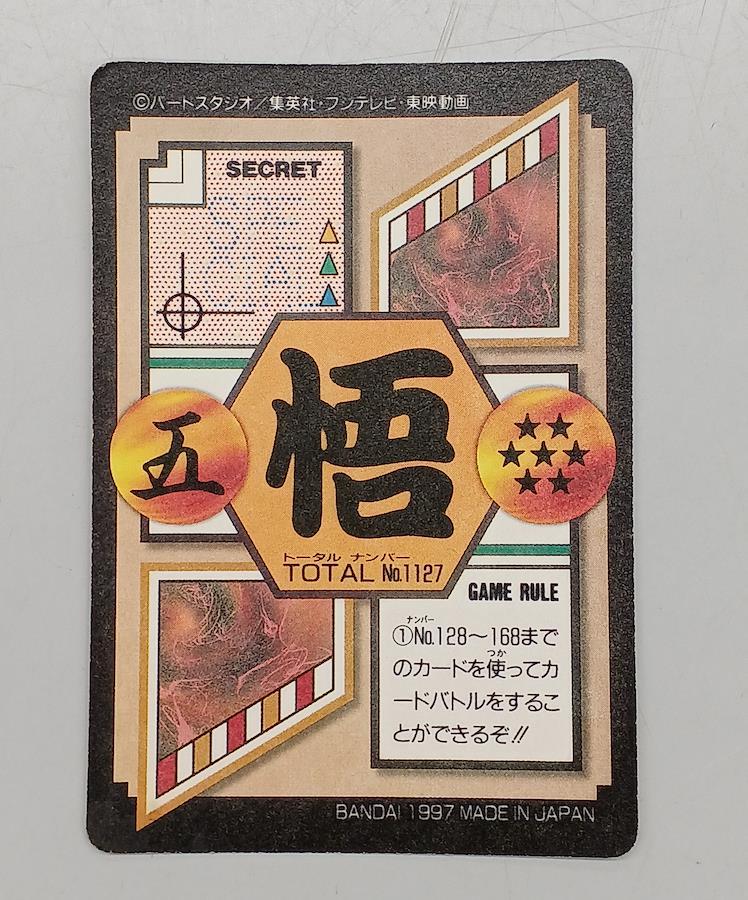 ©バードスタジオ／集英社・フジテレビ・東映動画
SECRET
SPE
CIAL
五
悟
トータル ナンバー
TOTAL No.1127
GAME RULE
ナンバー
①No.128〜168まで
つか
のカードを使ってカ
ードバトルをするこ
とができるぞ!!
BANDAI 1997 MADE IN JAPAN